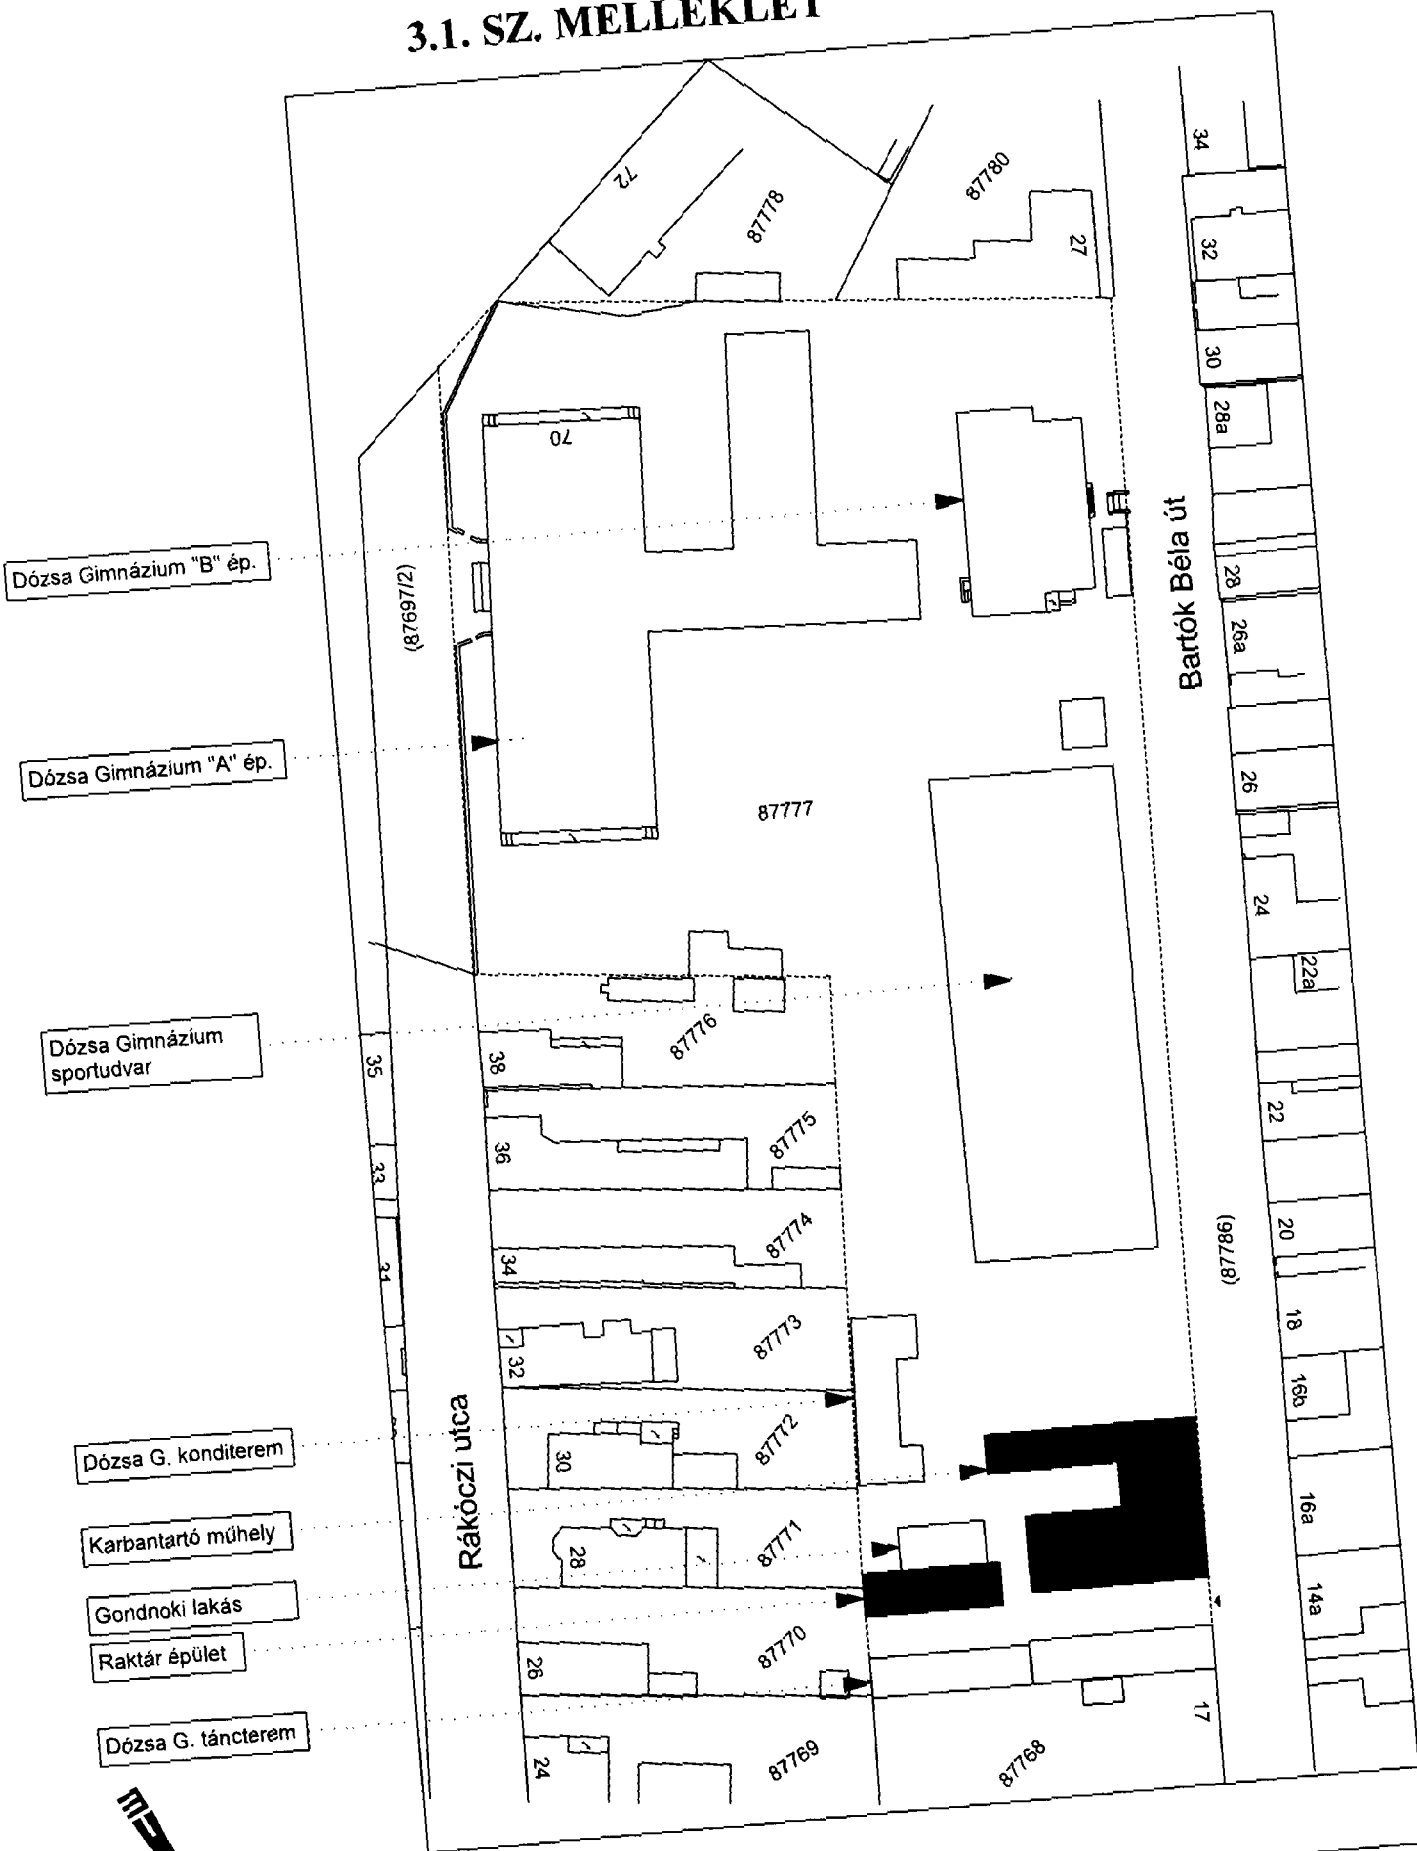 3.1. SZ. MELLÉKLET
34
72
87778
87780
27
32
30
28a
70
Bartók Béla út
Dózsa Gimnázium "B" ép.
(87697/2)
28
26a
Dózsa Gimnázium "A" ép.
87777
26
24
22a
Dózsa Gimnázium
sportudvar
35
38
87776
22
33
36
87775
20
(87786)
31
34
87774
18
32
87773
16b
Rákóczi utca
Dózsa G. konditerem
30
87772
16a
Karbantartó műhely
28
87771
14a
Gondnoki lakás
Raktár épület
26
87770
17
Dózsa G. táncterem
24
87769
87768